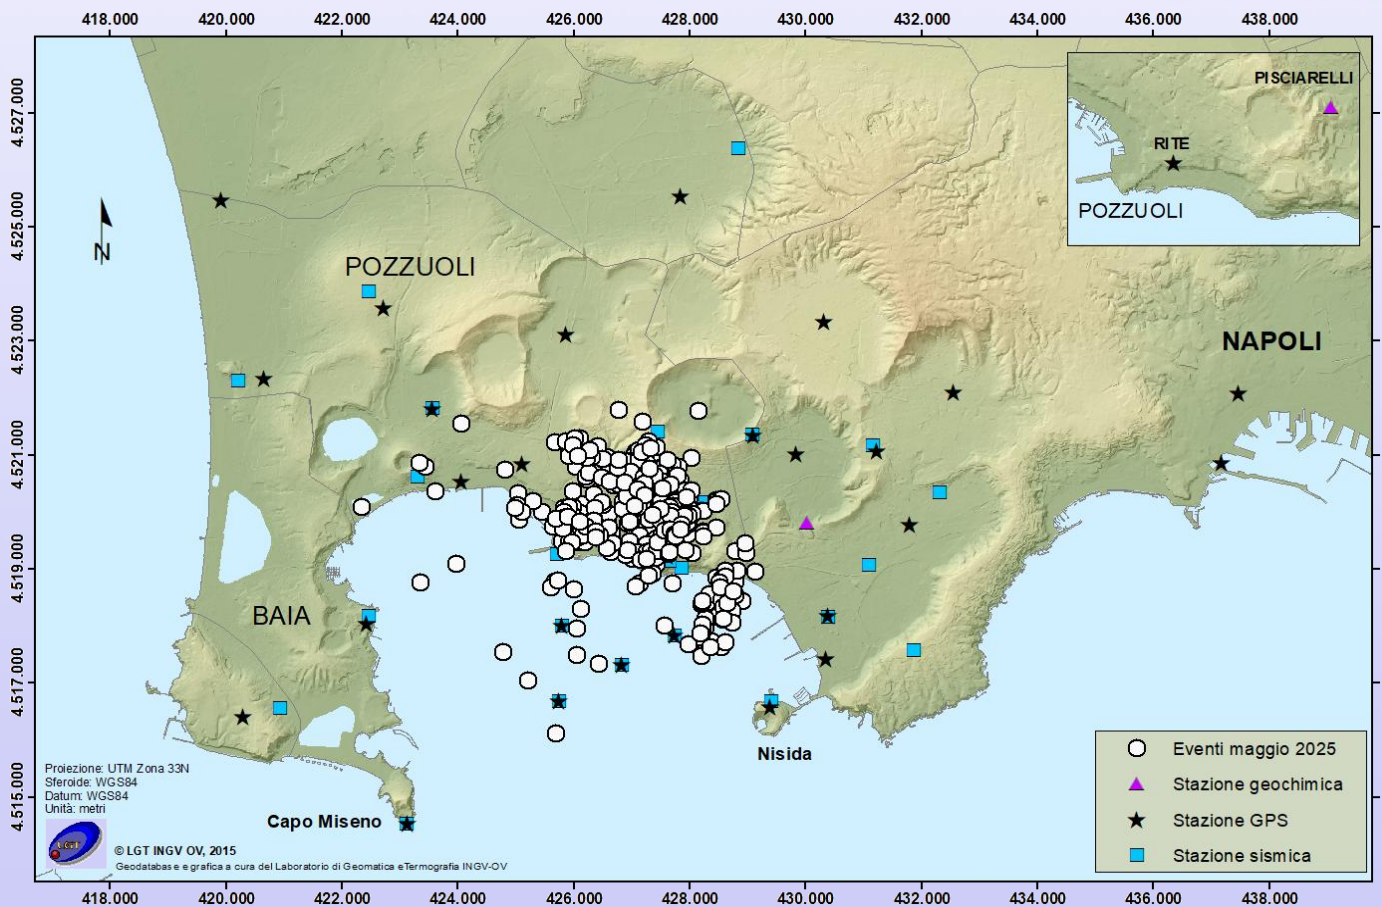 418.000 420.000 422.000 424.000 426.000 428.000 430.000 432.000 434.000 436.000 438.000
4.527.000
4.525.000
4.523.000
4.521.000
4.519.000
4.517.000
4.515.000
PISCIARELLI
RITE
POZZUOLI
N
POZZUOLI
NAPOLI
BAIA
Nisida
Capo Miseno
Proiezione: UTM Zona 33N
Sferoide: WGS84
Datum: WGS84
Unità: metri
© LGT INGV OV, 2015
Geodatabase e grafica a cura del Laboratorio di Geomatica e Termografia INGV-OV
Eventi maggio 2025
Stazione geochimica
Stazione GPS
Stazione sismica
418.000 420.000 422.000 424.000 426.000 428.000 430.000 432.000 434.000 436.000 438.000